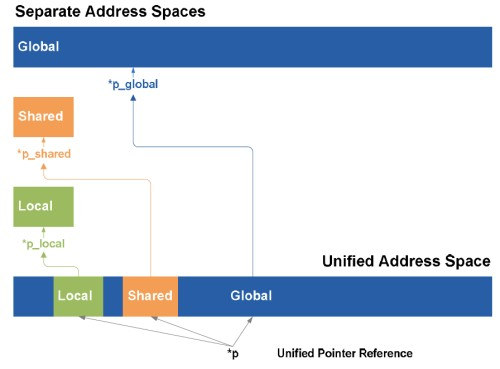 Separate Address Spaces
Global
*p_global
Shared
*p_shared
Local
*p_local
Unified Address Space
Local Shared Global
*p Unified Pointer Reference